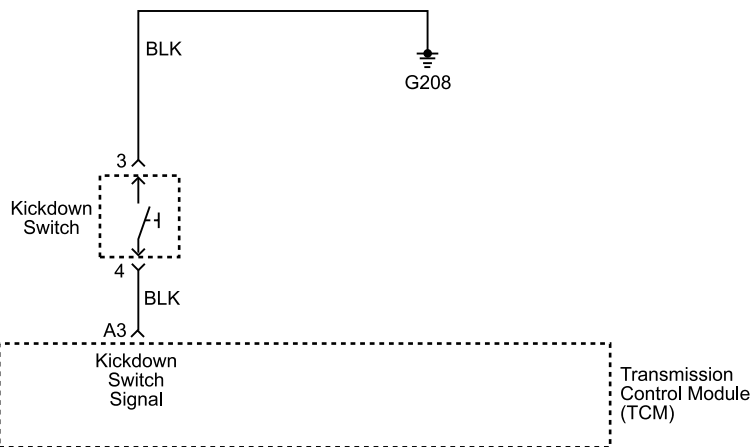 BLK
G208
3
Kickdown
Switch
4
BLK
A3
Kickdown
Switch
Signal
Transmission
Control Module
(TCM)